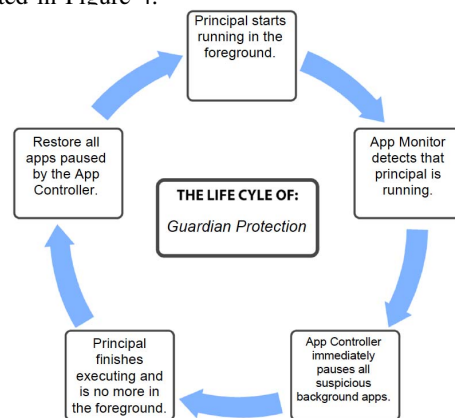 ted in Figure 4.
Principal starts
running in the
foreground.
App Monitor
detects that
principal is
running.
App Controller
immediately
pauses all
suspicious
background apps.
Principal
finishes
executing and
is no more in
the foreground.
Restore all
apps paused
by the App
Controller.
THE LIFE CYLE OF:
Guardian Protection